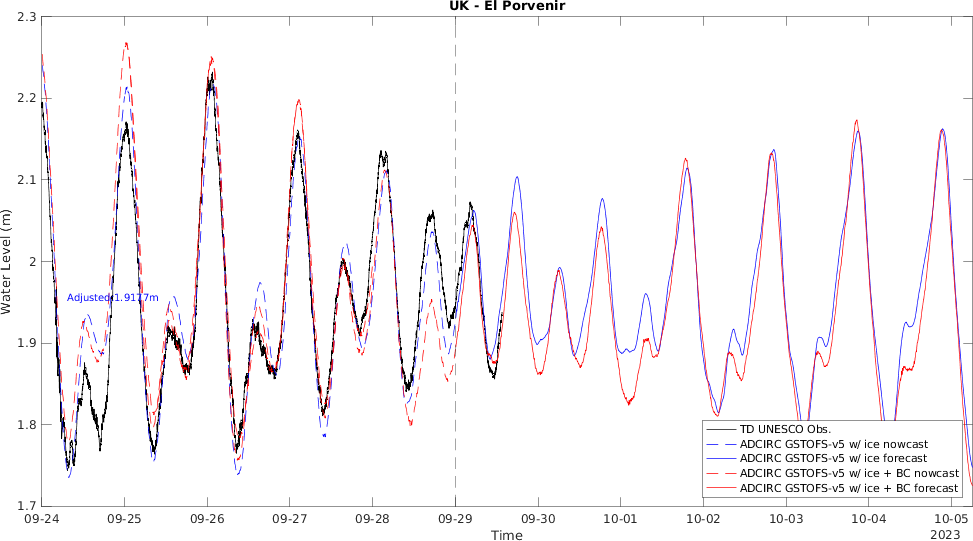 UK - El Porvenir
2.3
2.2
2.1
2
1.9
1.8
1.7
Water Level (m)
Adjusted:1.9177m
TD UNESCO Obs.
ADCIRC GSTOFS-v5 w/ ice nowcast
ADCIRC GSTOFS-v5 w/ ice forecast
ADCIRC GSTOFS-v5 w/ ice + BC nowcast
ADCIRC GSTOFS-v5 w/ ice + BC forecast
09-24 09-25 09-26 09-27 09-28 09-29 09-30 10-01 10-02 10-03 10-04 10-05
Time
2023